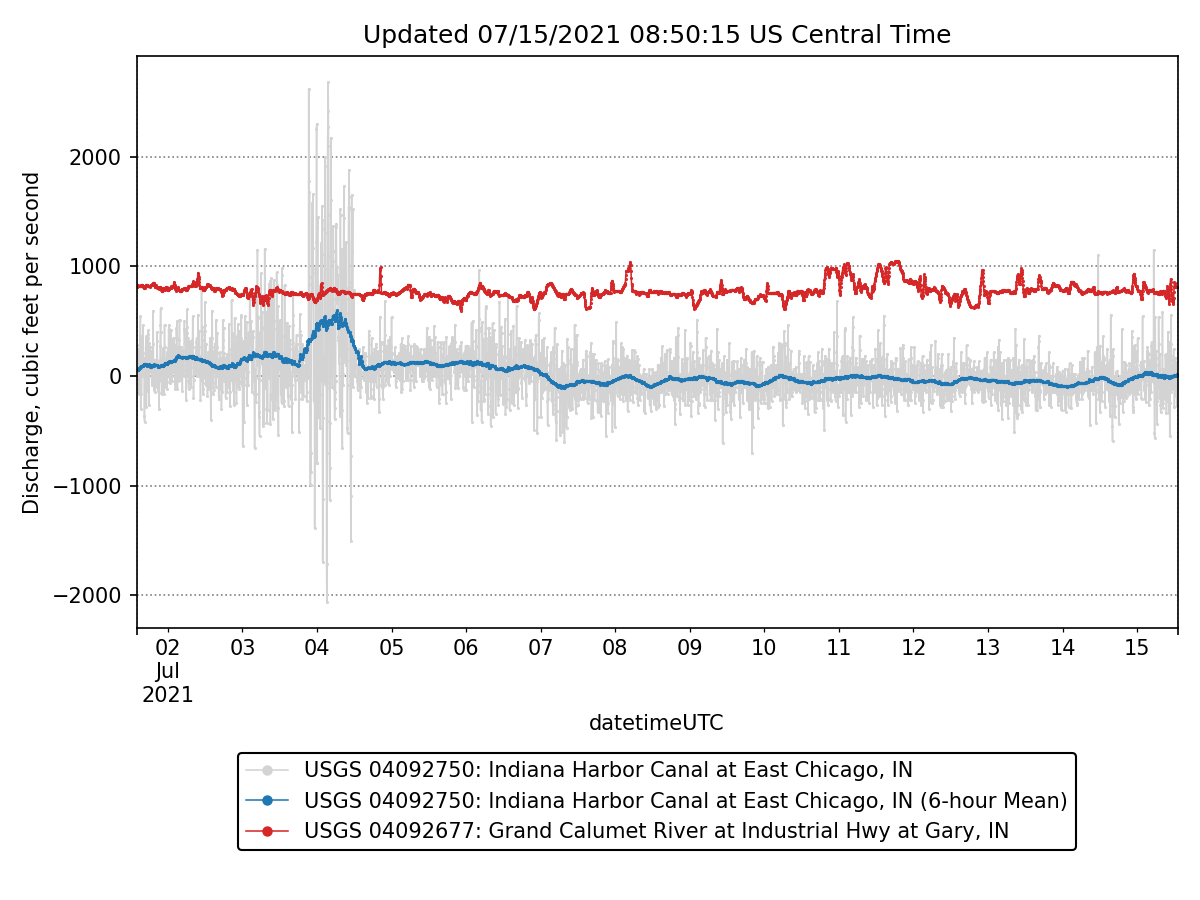 Updated 07/15/2021 08:50:15 US Central Time
Discharge, cubic feet per second
2000
1000
0
−1000
−2000
02 03 04 05 06 07 08 09 10 11 12 13 14 15
Jul
2021
datetimeUTC
USGS 04092750: Indiana Harbor Canal at East Chicago, IN
USGS 04092750: Indiana Harbor Canal at East Chicago, IN (6-hour Mean)
USGS 04092677: Grand Calumet River at Industrial Hwy at Gary, IN